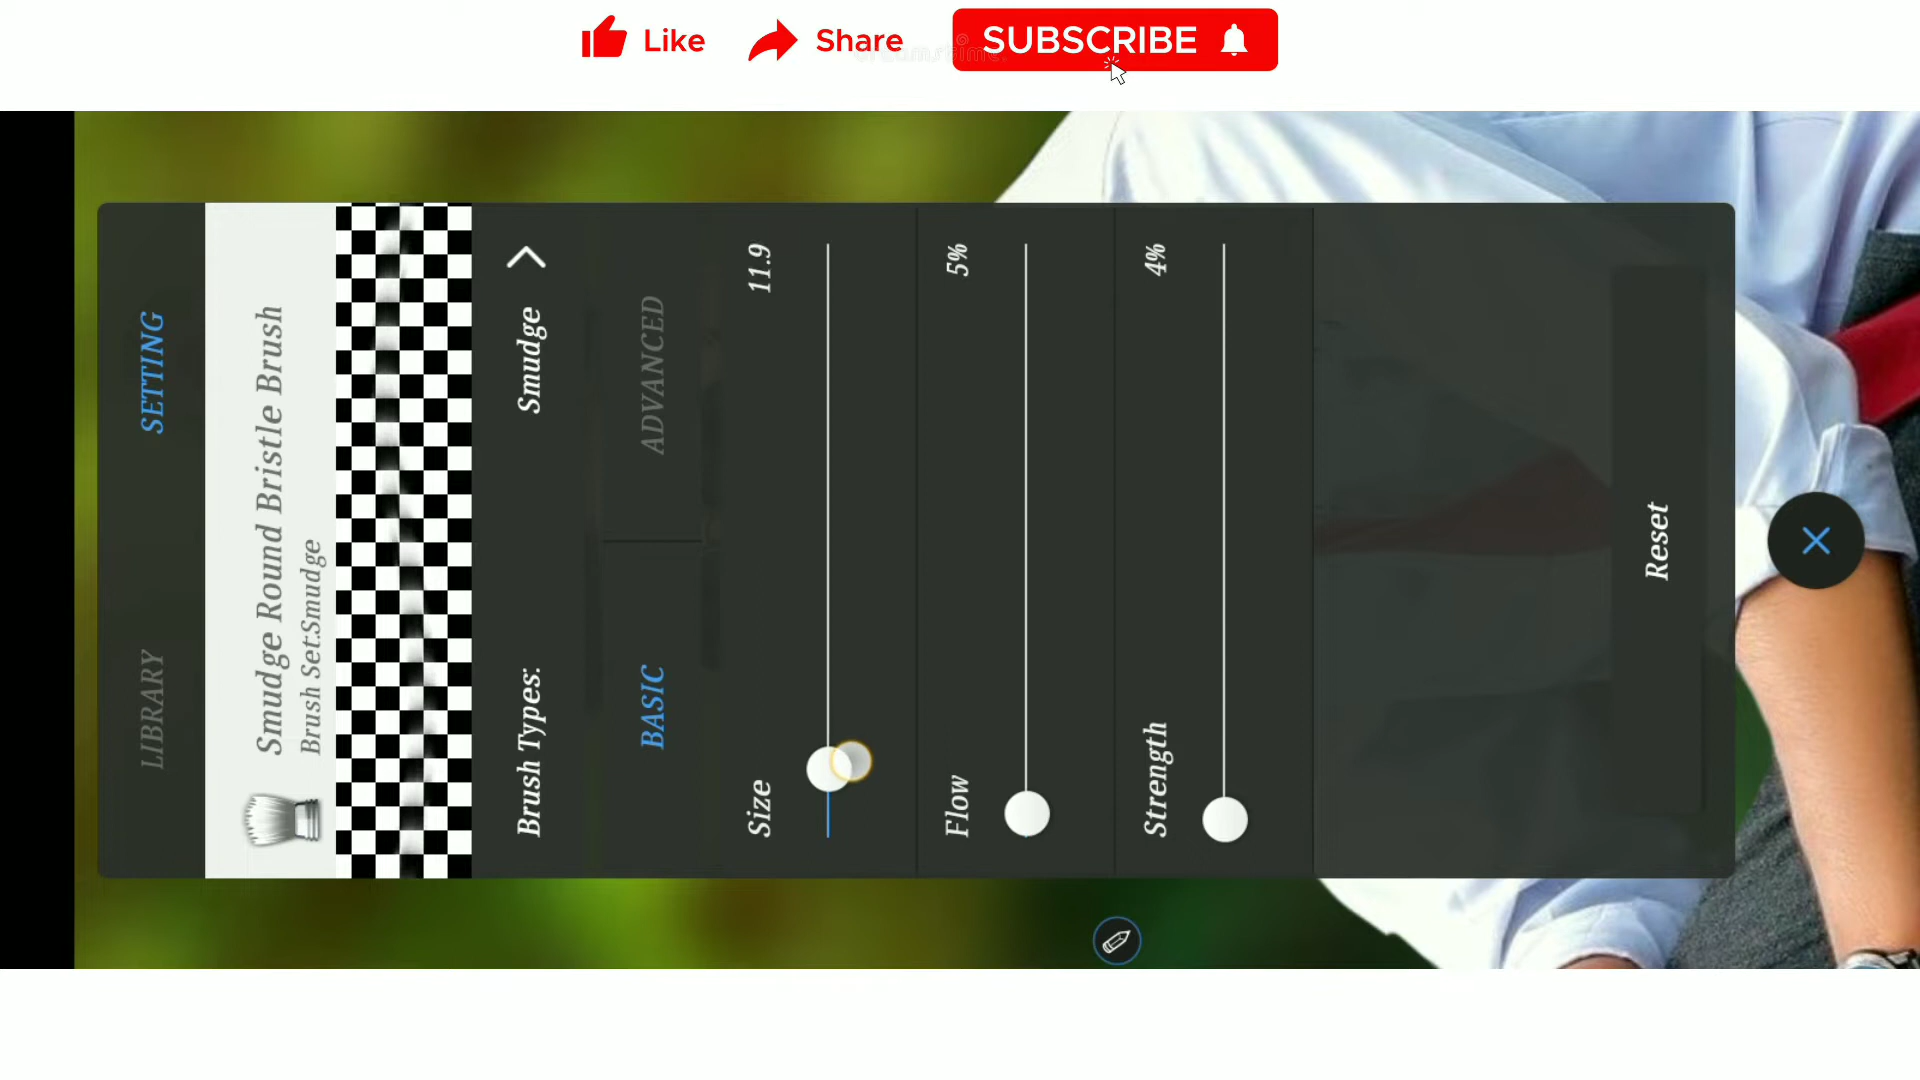 Like
Share
SUBSCRIBE
LIBRARY
SETTING
Smudge Round Bristle Brush
Brush Set:Smudge
Brush Types:
Smudge
BASIC
ADVANCED
Size
11.9
Flow
5%
Strength
4%
Reset